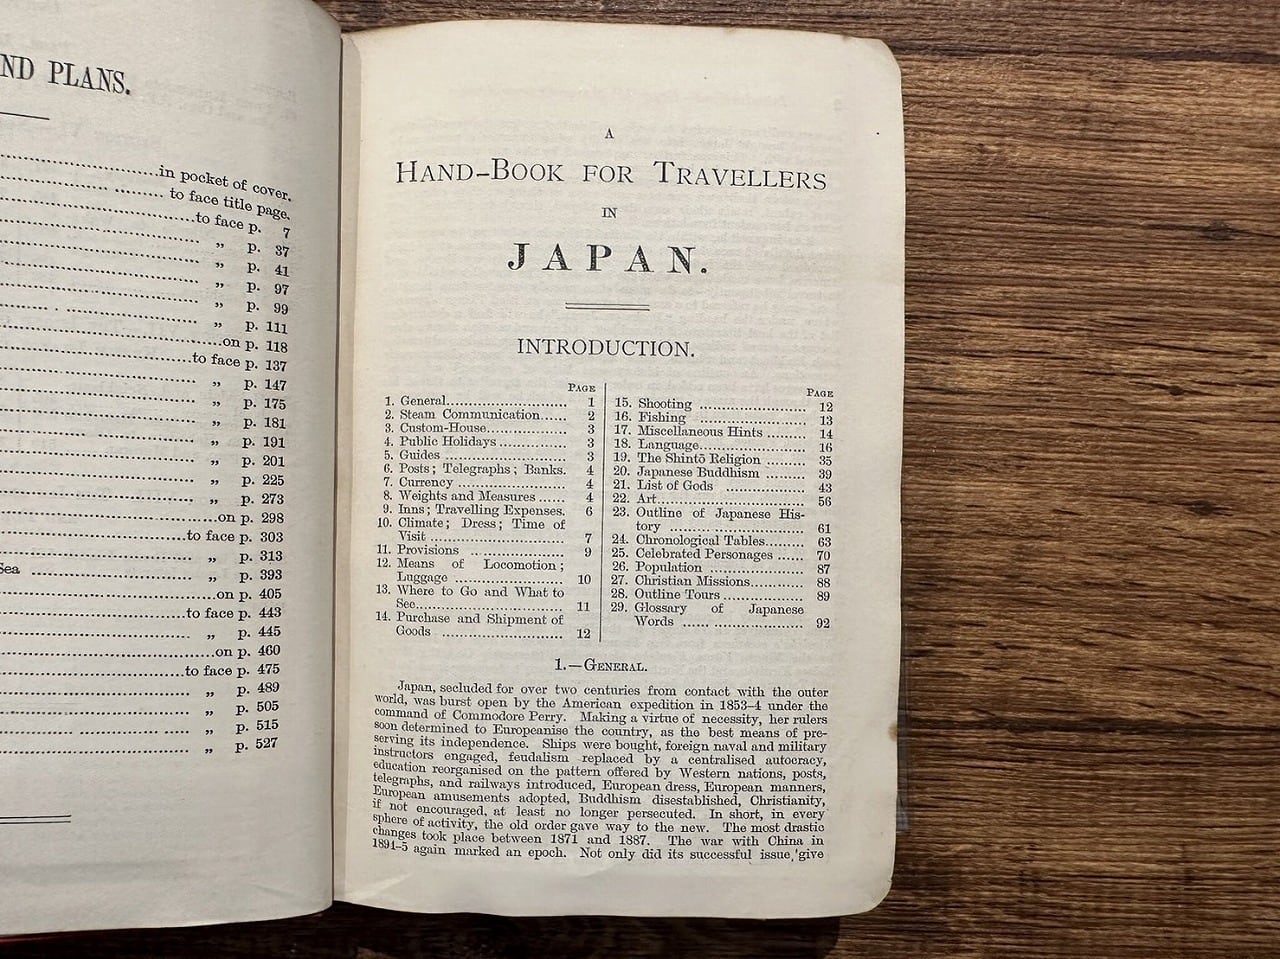 ND PLANS.
in pocket of cover.
to face title page.
to face p. 7
„ p. 37
„ p. 41
„ p. 97
„ p. 99
„ p. 111
on p. 118
to face p. 137
„ p. 147
„ p. 175
„ p. 181
„ p. 191
„ p. 201
„ p. 225
„ p. 273
on p. 298
to face p. 303
„ p. 313
Sea „ p. 393
on p. 405
to face p. 443
„ p. 445
on p. 460
to face p. 475
„ p. 489
„ p. 505
„ p. 515
„ p. 527
A
HAND-BOOK FOR TRAVELLERS
IN
JAPAN.
INTRODUCTION.
PAGE
1. General 1
2. Steam Communication 2
3. Custom-House 3
4. Public Holidays 3
5. Guides 3
6. Posts; Telegraphs; Banks. 4
7. Currency 4
8. Weights and Measures 4
9. Inns; Travelling Expenses. 6
10. Climate; Dress; Time of
Visit 7
11. Provisions 9
12. Means of Locomotion;
Luggage 10
13. Where to Go and What to
See 11
14. Purchase and Shipment of
Goods 12
PAGE
15. Shooting 12
16. Fishing 13
17. Miscellaneous Hints 14
18. Language 16
19. The Shintō Religion 35
20. Japanese Buddhism 39
21. List of Gods 43
22. Art 56
23. Outline of Japanese His-
tory 61
24. Chronological Tables 63
25. Celebrated Personages 70
26. Population 87
27. Christian Missions 88
28. Outline Tours 89
29. Glossary of Japanese
Words 92
1.—GENERAL.
Japan, secluded for over two centuries from contact with the outer
world, was burst open by the American expedition in 1853-4 under the
command of Commodore Perry. Making a virtue of necessity, her rulers
soon determined to Europeanise the country, as the best means of pre-
serving its independence. Ships were bought, foreign naval and military
instructors engaged, feudalism replaced by a centralised autocracy,
education reorganised on the pattern offered by Western nations, posts,
telegraphs, and railways introduced, European dress, European manners,
European amusements adopted, Buddhism disestablished, Christianity,
if not encouraged, at least no longer persecuted. In short, in every
sphere of activity, the old order gave way to the new. The most drastic
changes took place between 1871 and 1887. The war with China in
1894-5 again marked an epoch. Not only did its successful issue give